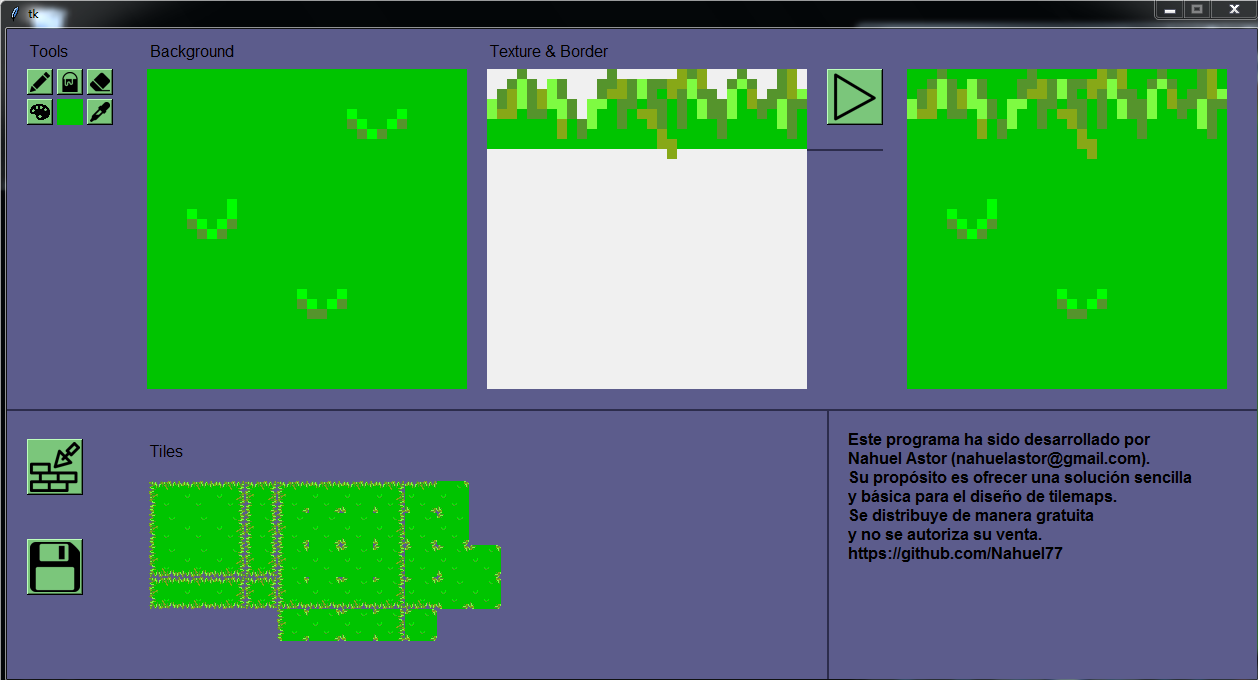 tk
Tools
Background
Texture & Border
Tiles
Este programa ha sido desarrollado por
Nahuel Astor (nahuelastor@gmail.com).
Su propósito es ofrecer una solución sencilla
y básica para el diseño de tilemaps.
Se distribuye de manera gratuita
y no se autoriza su venta.
https://github.com/Nahuel77